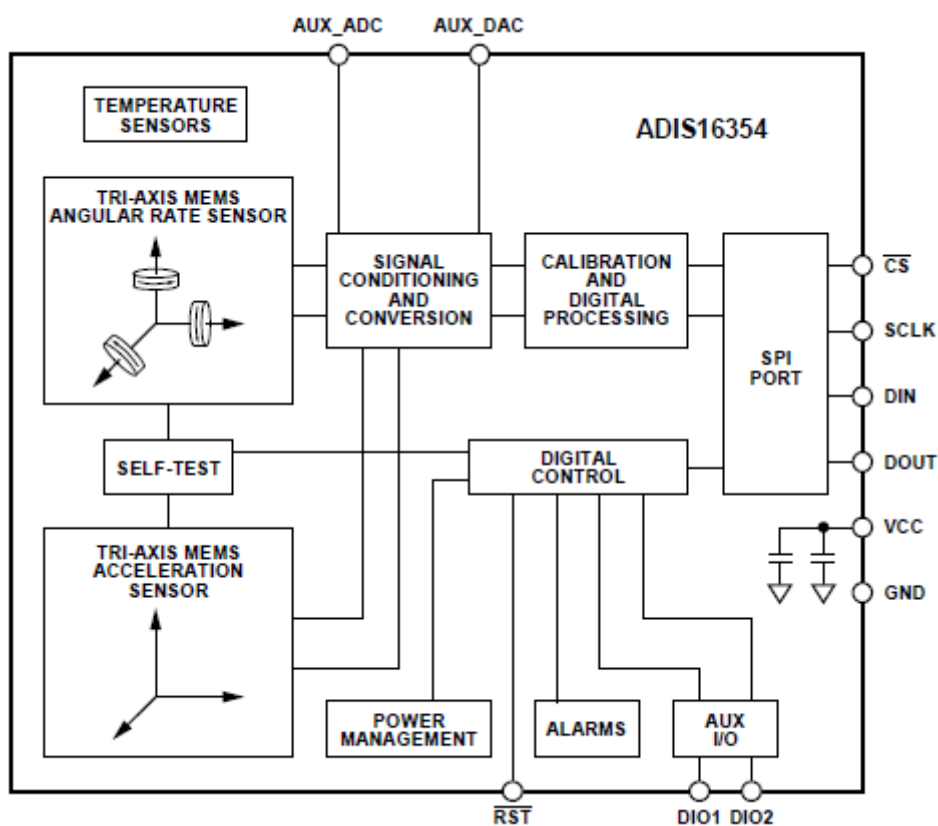 AUX_ADC
AUX_DAC
TEMPERATURE
SENSORS
ADIS16354
TRI-AXIS MEMS
ANGULAR RATE SENSOR
SIGNAL
CONDITIONING
AND
CONVERSION
CALIBRATION
AND
DIGITAL
PROCESSING
SPI
PORT
CS
SCLK
DIN
DOUT
VCC
GND
SELF-TEST
DIGITAL
CONTROL
TRI-AXIS MEMS
ACCELERATION
SENSOR
POWER
MANAGEMENT
ALARMS
AUX
I/O
RST
DIO1
DIO2